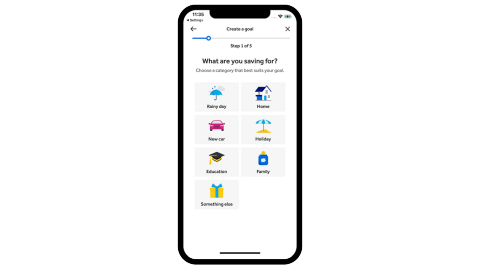 11:35
Settings
Create a goal
Step 1 of 5
What are you saving for?
Choose a category that best suits your goal.
Rainy day
Home
New car
Holiday
Education
Family
Something else